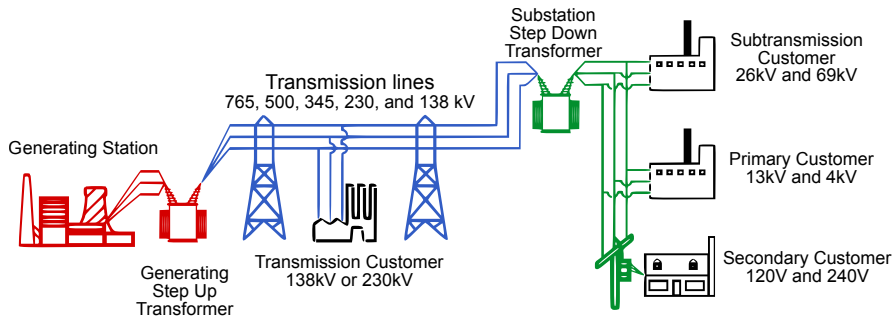 Substation
Step Down
Transformer
Subtransmission
Customer
26kV and 69kV
Transmission lines
765, 500, 345, 230, and 138 kV
Generating Station
Primary Customer
13kV and 4kV
Transmission Customer
138kV or 230kV
Secondary Customer
120V and 240V
Generating
Step Up
Transformer